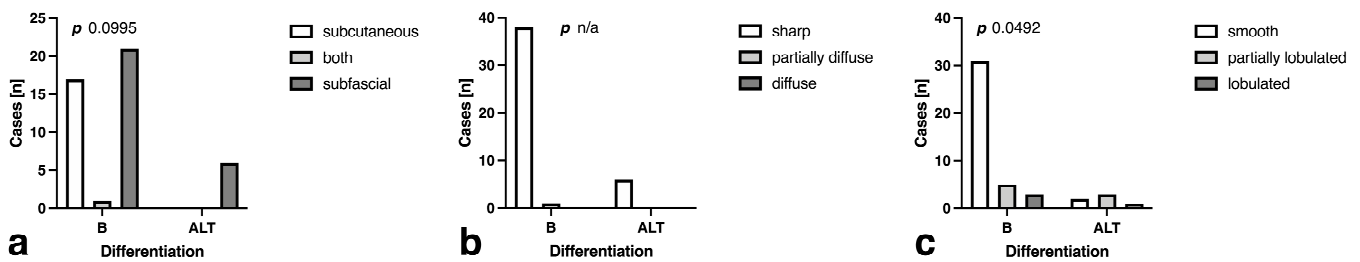 p 0.0995
25
20
15
10
5
0
Cases [n]
B
ALT
Differentiation
subcutaneous
both
subfascial
a
p n/a
40
30
20
10
0
Cases [n]
B
ALT
Differentiation
sharp
partially diffuse
diffuse
b
p 0.0492
40
30
20
10
0
Cases [n]
B
ALT
Differentiation
smooth
partially lobulated
lobulated
c